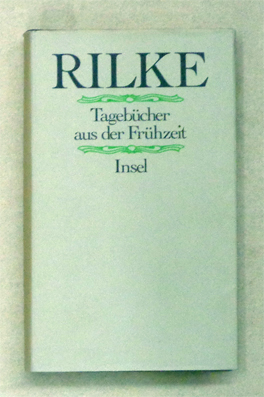 RILKE
Tagebücher
aus der Frühzeit
Insel